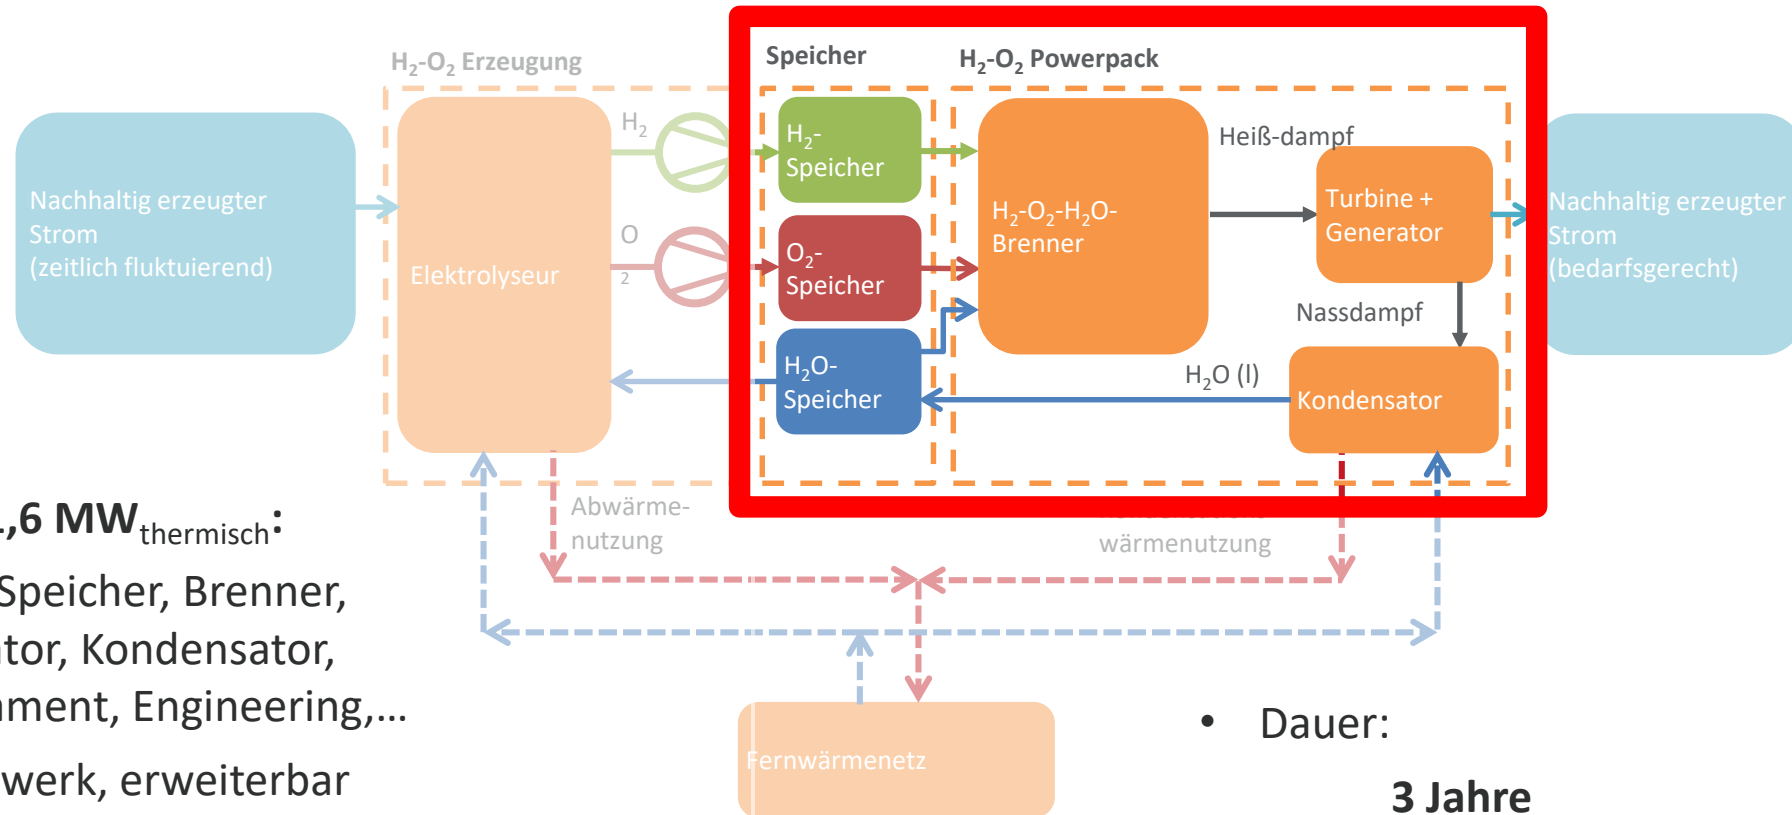 H₂-O₂ Erzeugung
Speicher
H₂-O₂ Powerpack
Nachhaltig erzeugter
Strom
(zeitlich fluktuierend)
Elektrolyseur
H₂
O
2
H₂-
Speicher
O₂-
Speicher
H₂O-
Speicher
H₂-O₂-H₂O-
Brenner
Heiß-dampf
Turbine +
Generator
Nassdampf
H₂O (l)
Kondensator
Nachhaltig erzeugter
Strom
(bedarfsgerecht)
Abwärme-
nutzung
wärmenutzung
Fernwärmenetz
,6 MW thermisch:
Speicher, Brenner,
tor, Kondensator,
ment, Engineering,...
werk, erweiterbar
• Dauer:
3 Jahre